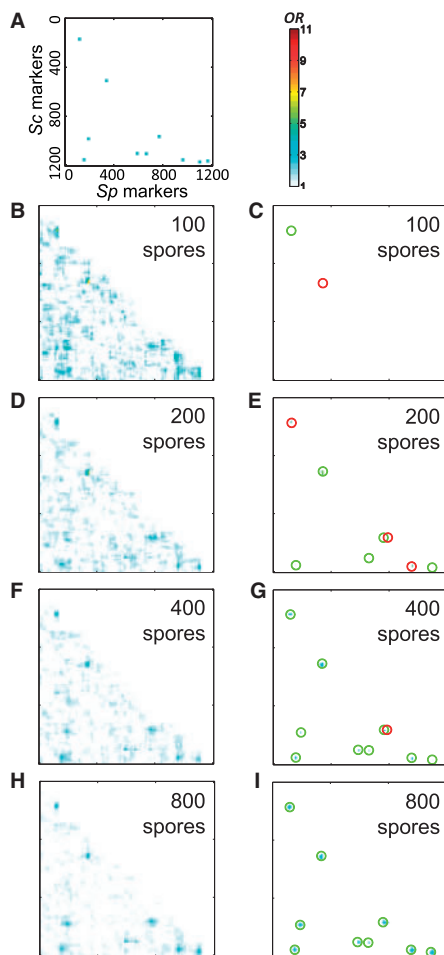 A
OR
0
400
800
1200
Sc markers
0
400
800
1200
Sp markers
11
9
7
5
3
1
B
100
spores
C
100
spores
D
200
spores
E
200
spores
F
400
spores
G
400
spores
H
800
spores
I
800
spores